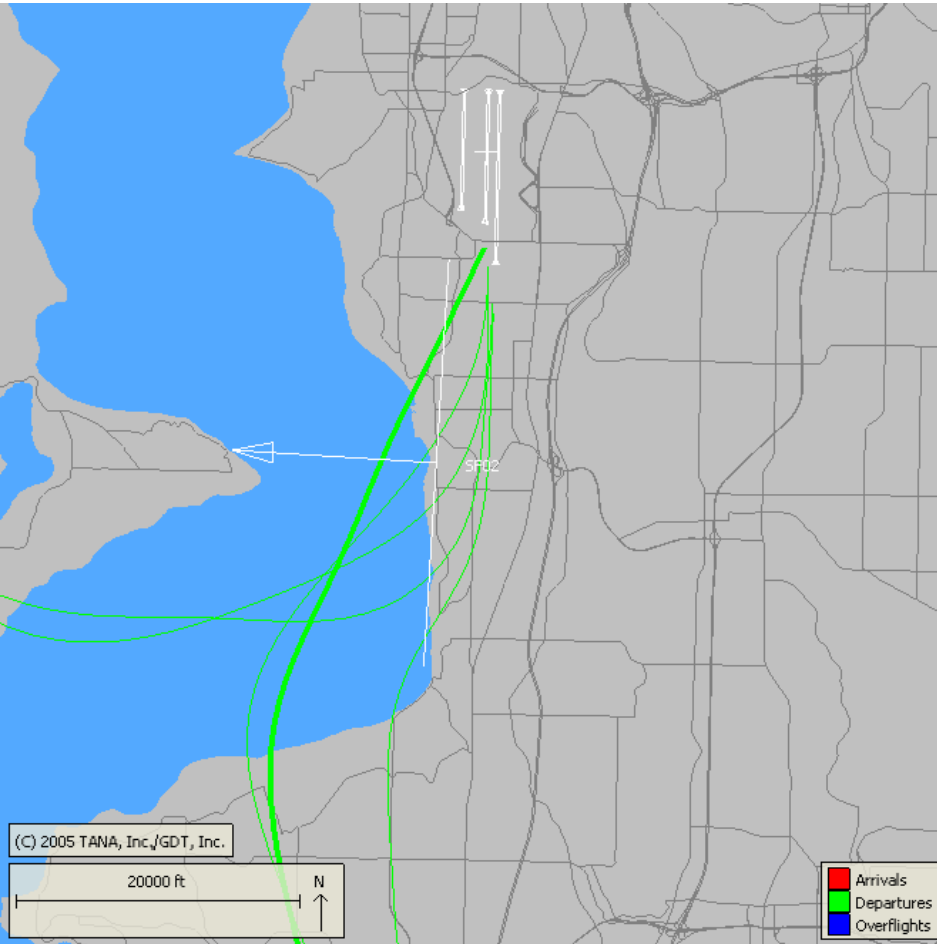 SF02
(C) 2005 TANA, Inc./GDT, Inc.
20000 ft
N
Arrivals
Departures
Overflights